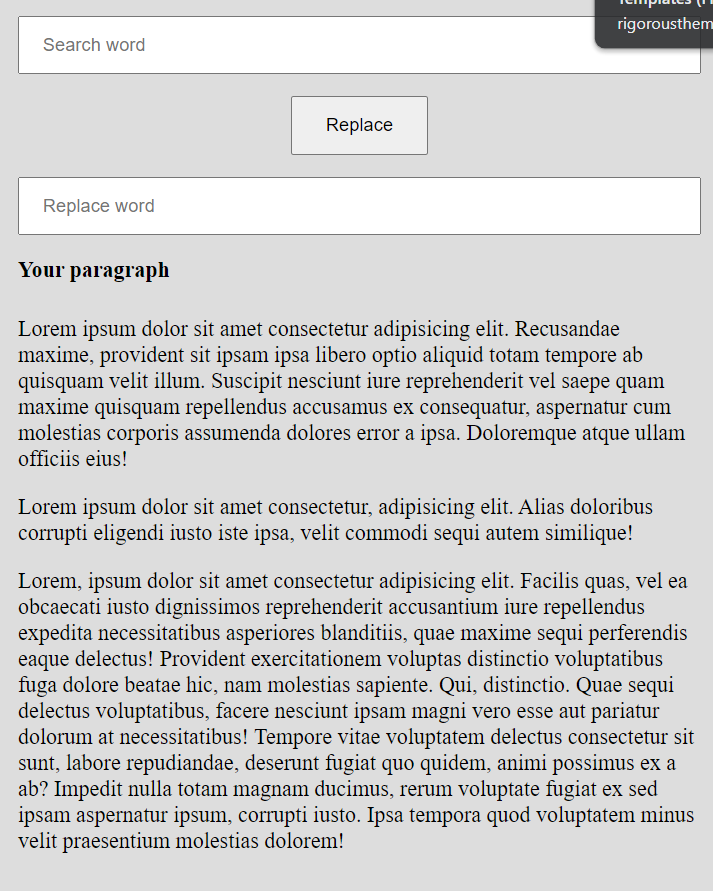 rigorousthem
Search word
Replace
Replace word
Your paragraph
Lorem ipsum dolor sit amet consectetur adipisicing elit. Recusandae
maxime, provident sit ipsam ipsa libero optio aliquid totam tempore ab
quisquam velit illum. Suscipit nesciunt iure reprehenderit vel saepe quam
maxime quisquam repellendus accusamus ex consequatur, aspernatur cum
molestias corporis assumenda dolores error a ipsa. Doloremque atque ullam
officiis eius!
Lorem ipsum dolor sit amet consectetur, adipisicing elit. Alias doloribus
corrupti eligendi iusto iste ipsa, velit commodi sequi autem similique!
Lorem, ipsum dolor sit amet consectetur adipisicing elit. Facilis quas, vel ea
obcaecati iusto dignissimos reprehenderit accusantium iure repellendus
expedita necessitatibus asperiores blanditiis, quae maxime sequi perferendis
eaque delectus! Provident exercitationem voluptas distinctio voluptatibus
fuga dolore beatae hic, nam molestias sapiente. Qui, distinctio. Quae sequi
delectus voluptatibus, facere nesciunt ipsam magni vero esse aut pariatur
dolorum at necessitatibus! Tempore vitae voluptatem delectus consectetur sit
sunt, labore repudiandae, deserunt fugiat quo quidem, animi possimus ex a
ab? Impedit nulla totam magnam ducimus, rerum voluptate fugiat ex sed
ipsam aspernatur ipsum, corrupti iusto. Ipsa tempora quod voluptatem minus
velit praesentium molestias dolorem!